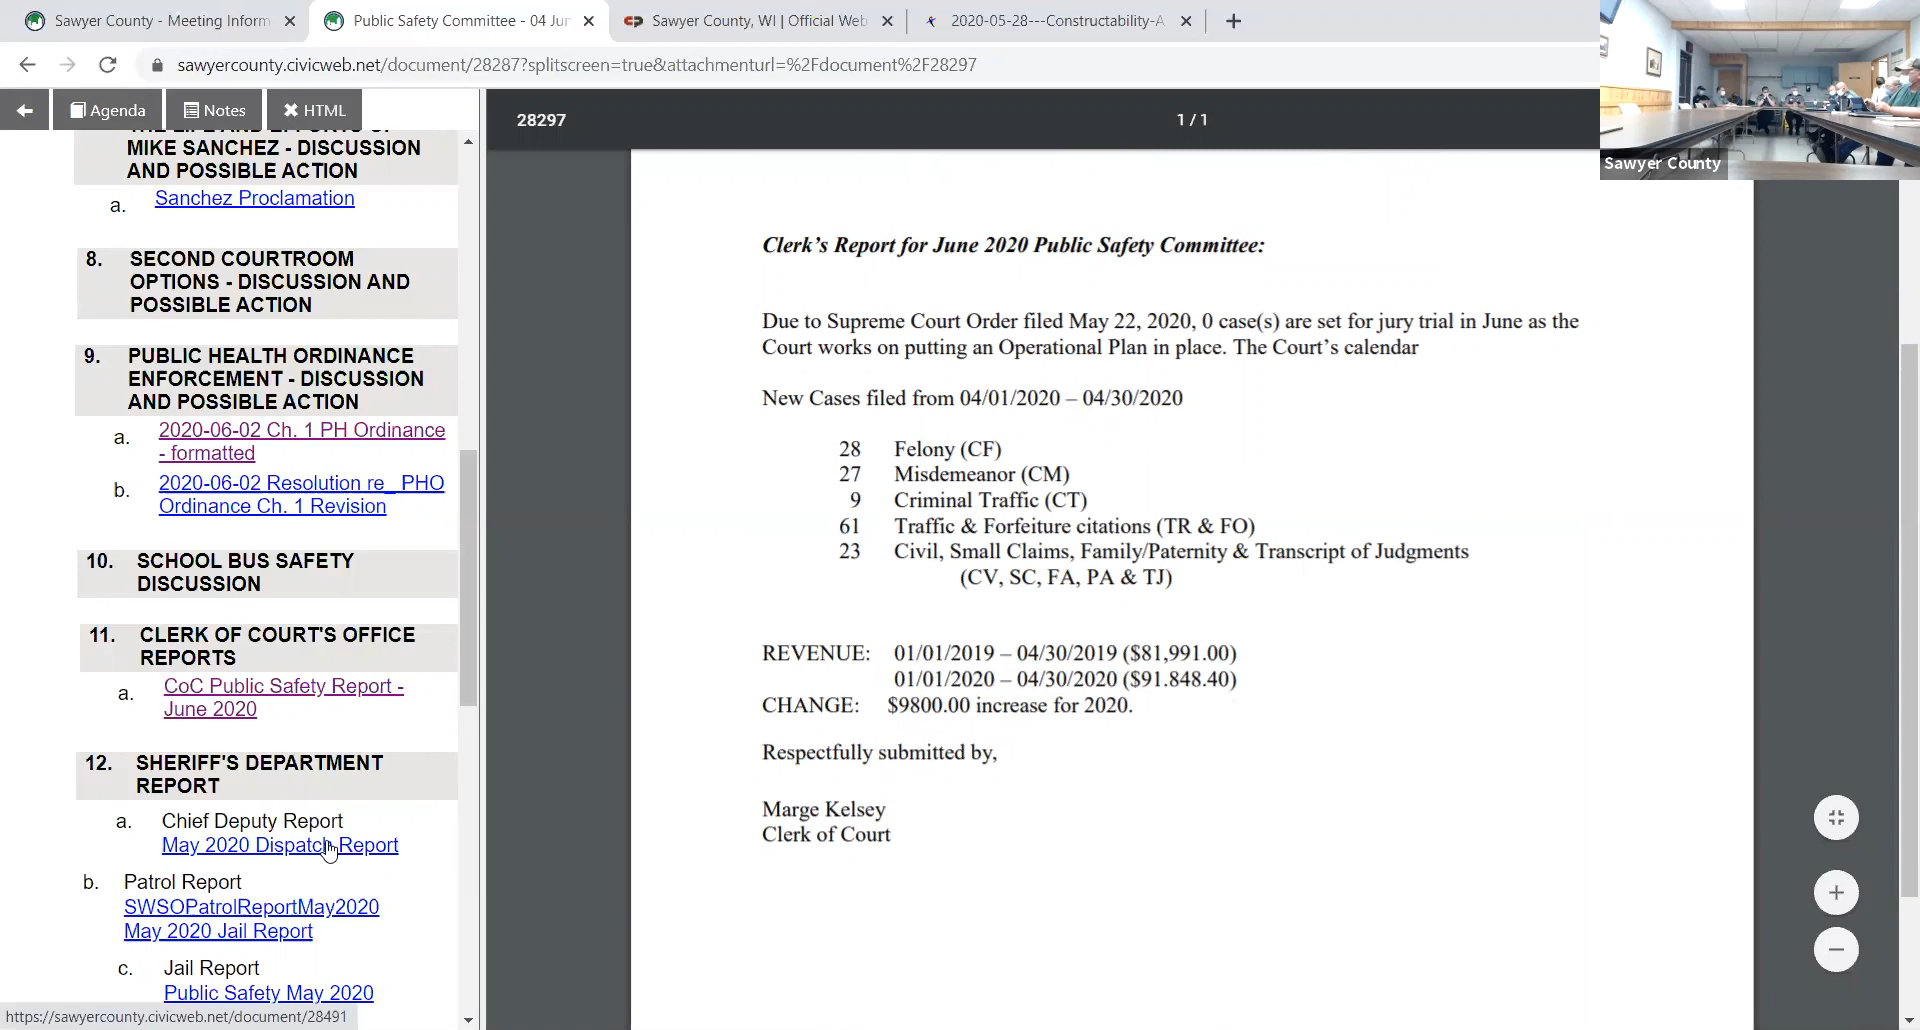 Sawyer County - Meeting Inform
Public Safety Committee - 04 Jun
Sawyer County, WI | Official Web
2020-05-28---Constructability-A
sawyercounty.civicweb.net/document/28287?splitscreen=true&attachmenturl=%2Fdocument%2F28297
Agenda
Notes
HTML
28297
1 / 1
Sawyer County
THE LIFE AND EFFORTS OF
MIKE SANCHEZ - DISCUSSION
AND POSSIBLE ACTION
a. Sanchez Proclamation
8. SECOND COURTROOM
OPTIONS - DISCUSSION AND
POSSIBLE ACTION
9. PUBLIC HEALTH ORDINANCE
ENFORCEMENT - DISCUSSION
AND POSSIBLE ACTION
a. 2020-06-02 Ch. 1 PH Ordinance
- formatted
b. 2020-06-02 Resolution re_ PHO
Ordinance Ch. 1 Revision
10. SCHOOL BUS SAFETY
DISCUSSION
11. CLERK OF COURT'S OFFICE
REPORTS
a. CoC Public Safety Report -
June 2020
12. SHERIFF'S DEPARTMENT
REPORT
a. Chief Deputy Report
May 2020 Dispatch Report
b. Patrol Report
SWSOPatrolReportMay2020
May 2020 Jail Report
c. Jail Report
Public Safety May 2020
https://sawyercounty.civicweb.net/document/28491
Clerk's Report for June 2020 Public Safety Committee:
Due to Supreme Court Order filed May 22, 2020, 0 case(s) are set for jury trial in June as the
Court works on putting an Operational Plan in place. The Court's calendar
New Cases filed from 04/01/2020 – 04/30/2020
28 Felony (CF)
27 Misdemeanor (CM)
9 Criminal Traffic (CT)
61 Traffic & Forfeiture citations (TR & FO)
23 Civil, Small Claims, Family/Paternity & Transcript of Judgments
(CV, SC, FA, PA & TJ)
REVENUE: 01/01/2019 – 04/30/2019 ($81,991.00)
01/01/2020 – 04/30/2020 ($91.848.40)
CHANGE: $9800.00 increase for 2020.
Respectfully submitted by,
Marge Kelsey
Clerk of Court